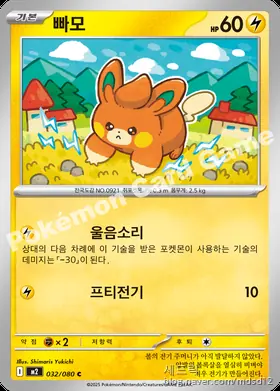 기본 빠모 HP 60
전국도감 NO.0921 쥐포켓몬 키: 0.3 m 몸무게: 2.5 kg
울음소리
상대의 다음 차례에 이 기술을 받은 포켓몬이 사용하는 기술의
데미지는 「-30」이 된다.
프티전기 10
약점 ×2 저항력 후퇴
Illus. Shimaris Yukichi
M2 032/080 C
©2025 Pokémon/Nintendo/Creatures/GAME FREAK
Pokémon Card Game